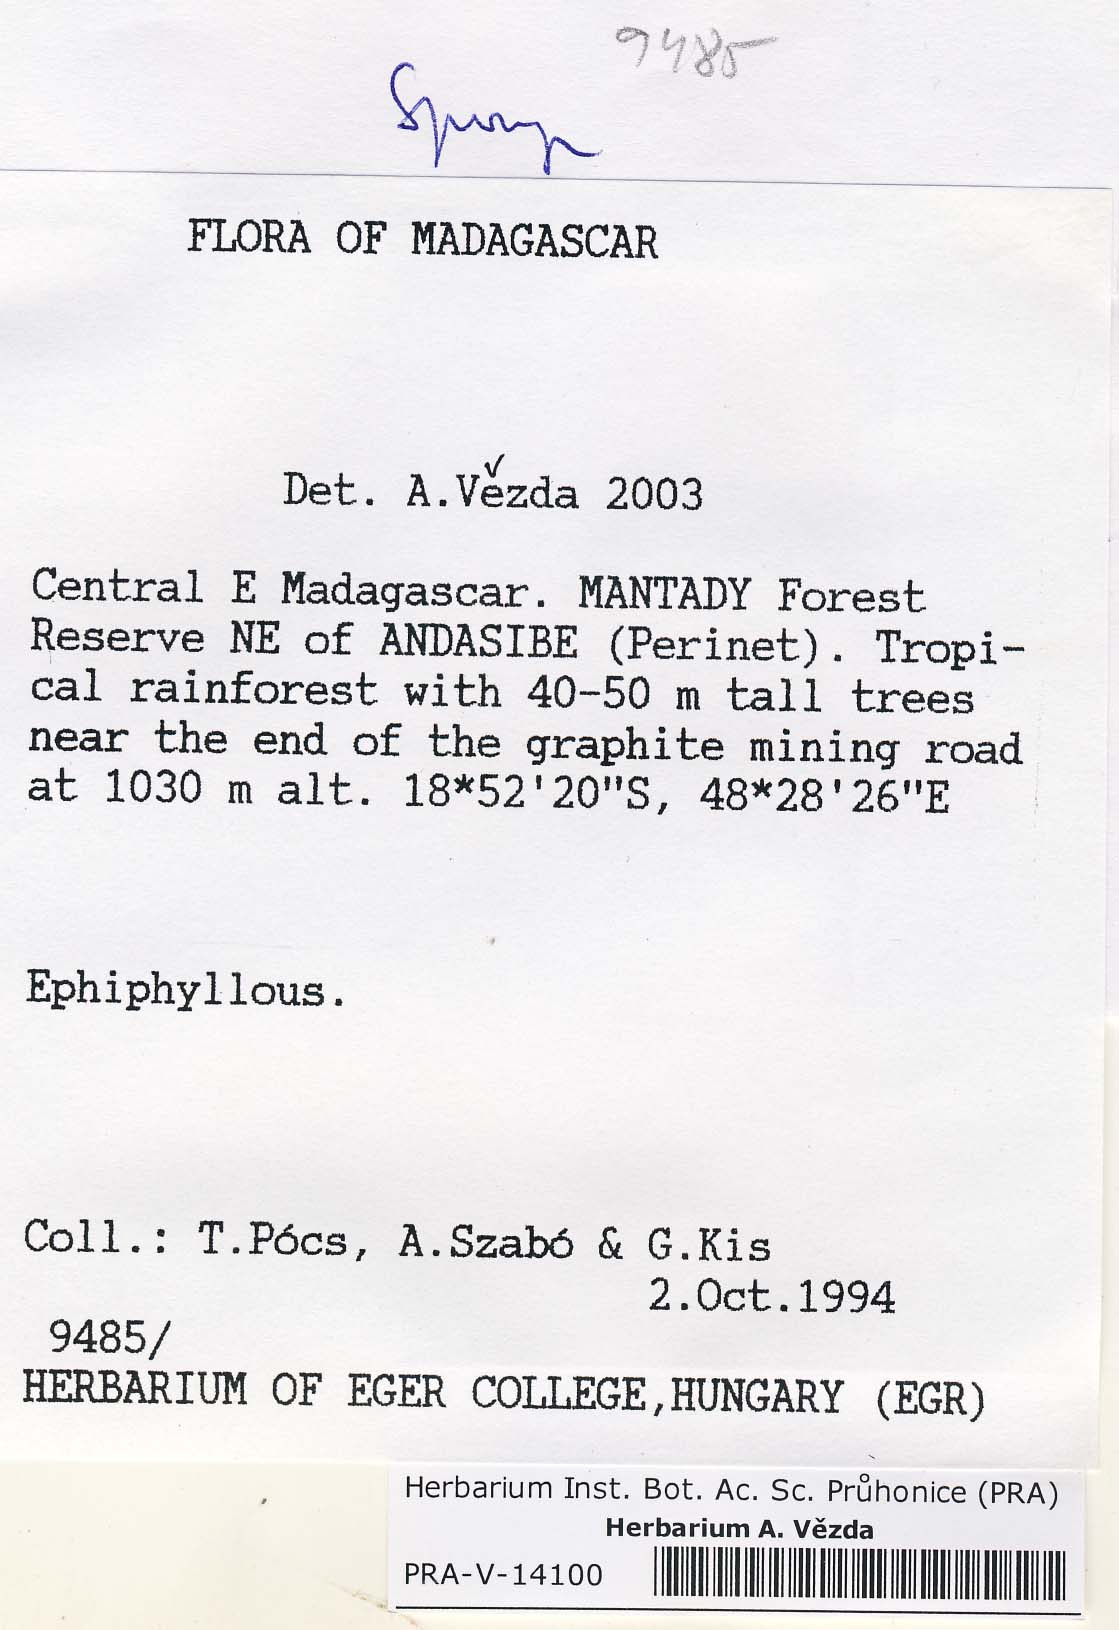 9485
FLORA OF MADAGASCAR
Det. A.Vězda 2003
Central E Madagascar. MANTADY Forest
Reserve NE of ANDASIBE (Perinet). Tropi-
cal rainforest with 40-50 m tall trees
near the end of the graphite mining road
at 1030 m alt. 18*52'20"S, 48*28'26"E
Ephiphyllous.
Coll.: T.Pócs, A.Szabó & G.Kis
2.Oct.1994
9485/
HERBARIUM OF EGER COLLEGE,HUNGARY (EGR)
Herbarium Inst. Bot. Ac. Sc. Průhonice (PRA)
Herbarium A. Vězda
PRA-V-14100